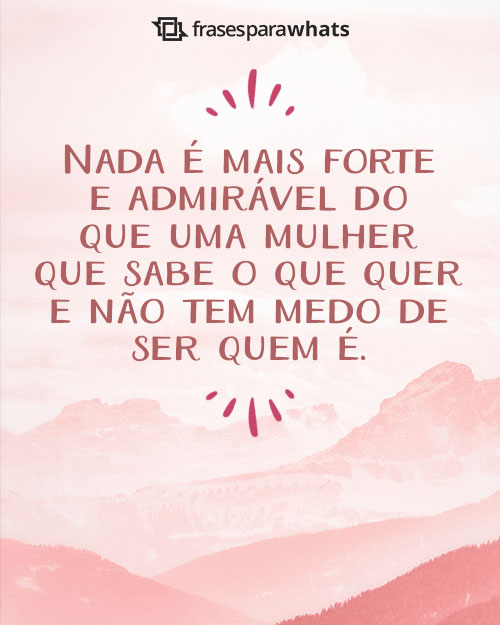 frasesparawhats
NADA É MAIS FORTE
E ADMIRÁVEL DO
QUE UMA MULHER
QUE SABE O QUE QUER
E NÃO TEM MEDO DE
SER QUEM É.